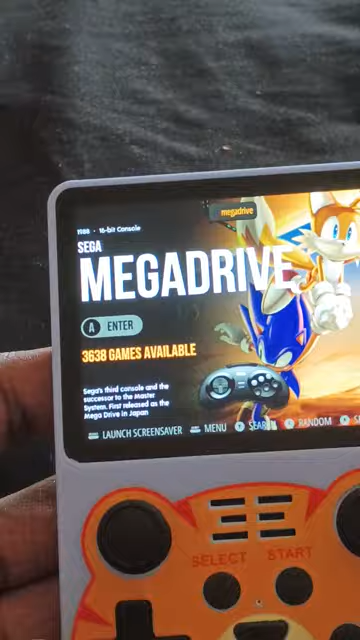 megadrive
1988 · 16-bit Console
SEGA
MEGADRIVE
A ENTER
3638 GAMES AVAILABLE
Sega's third console and the
successor to the Master
System. First released as the
Mega Drive in Japan
LAUNCH SCREENSAVER MENU SEARCH RANDOM
SELECT START